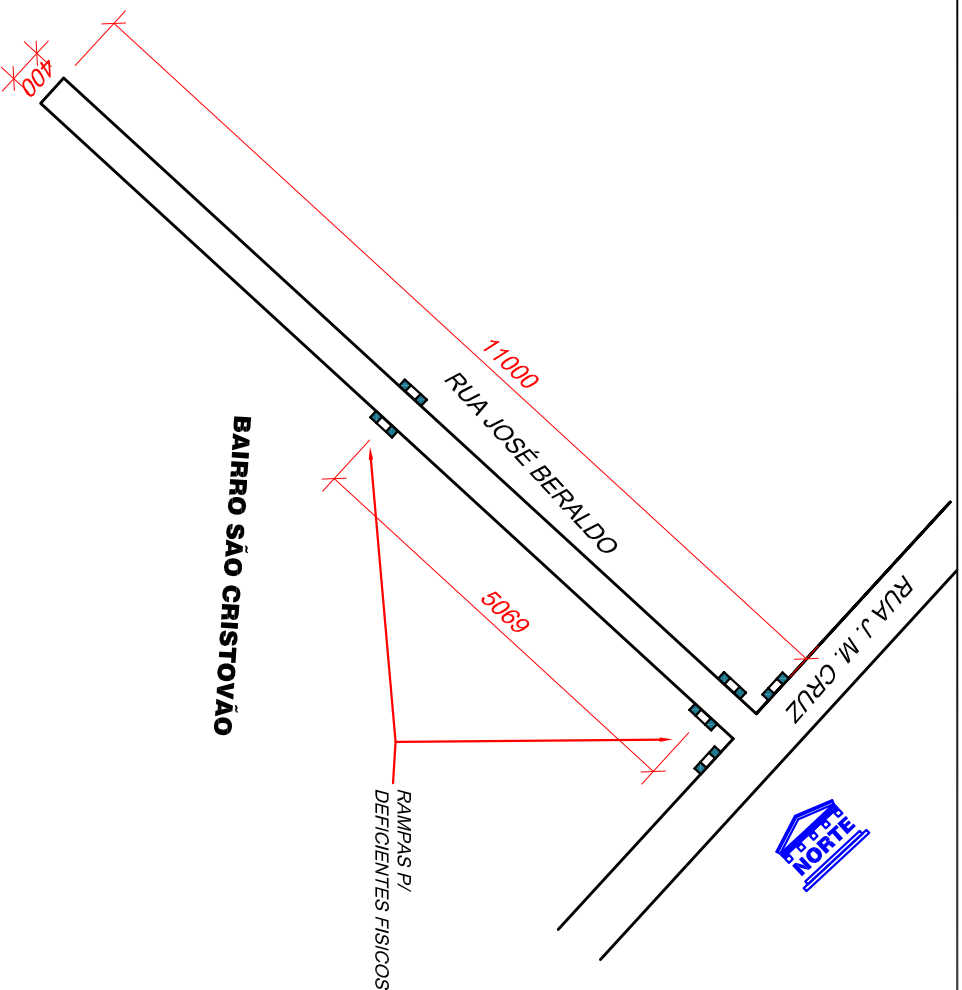 400
11000
RUA JOSÉ BERALDO
RUA J. M. CRUZ
5069
BAIRRO SÃO CRISTOVÃO
NORTE
RAMPAS P/
DEFICIENTES FISICOS